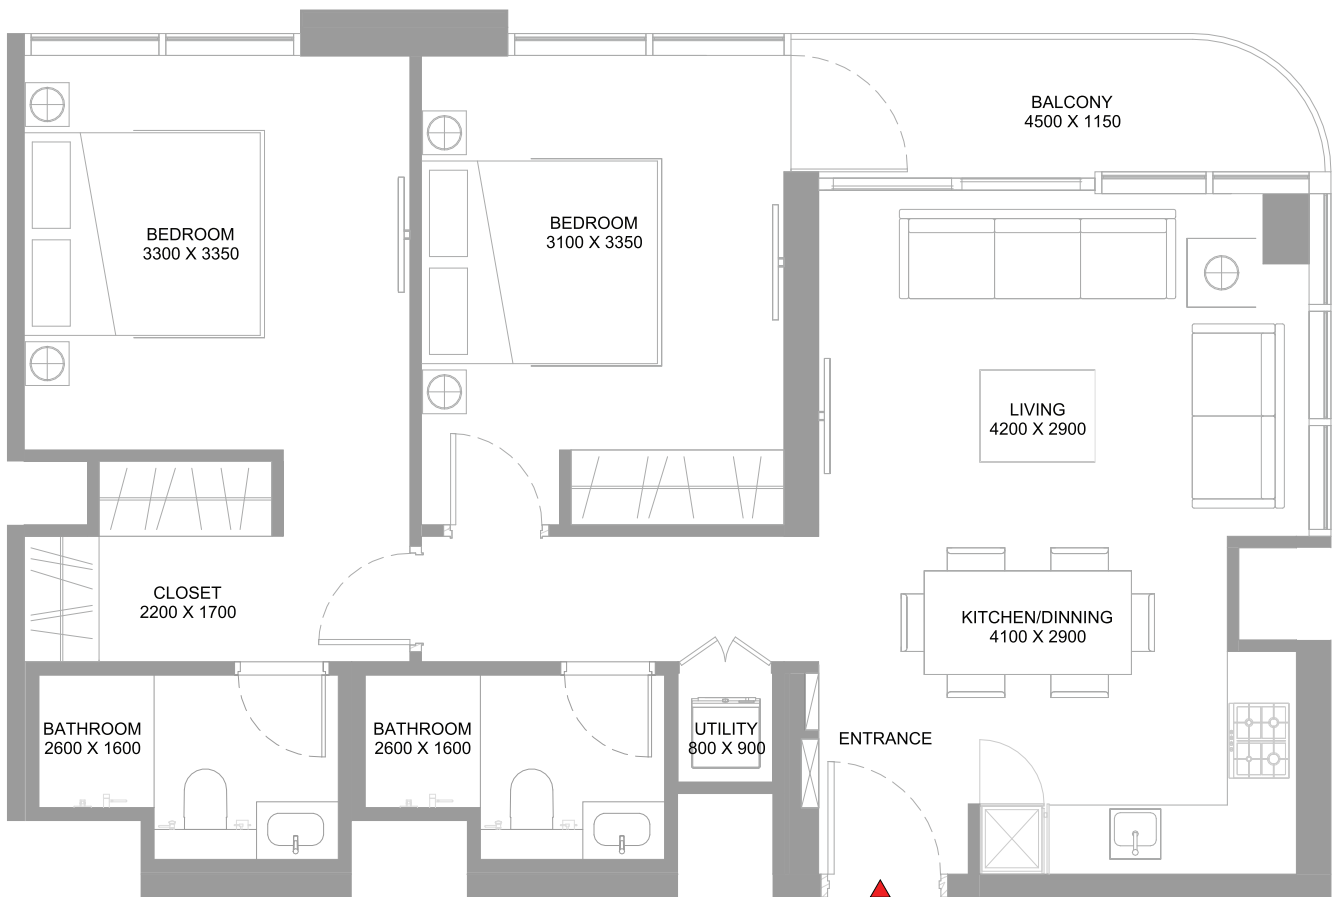 BALCONY
4500 X 1150
BEDROOM
3300 X 3350
BEDROOM
3100 X 3350
LIVING
4200 X 2900
CLOSET
2200 X 1700
KITCHEN/DINNING
4100 X 2900
BATHROOM
2600 X 1600
BATHROOM
2600 X 1600
UTILITY
800 X 900
ENTRANCE